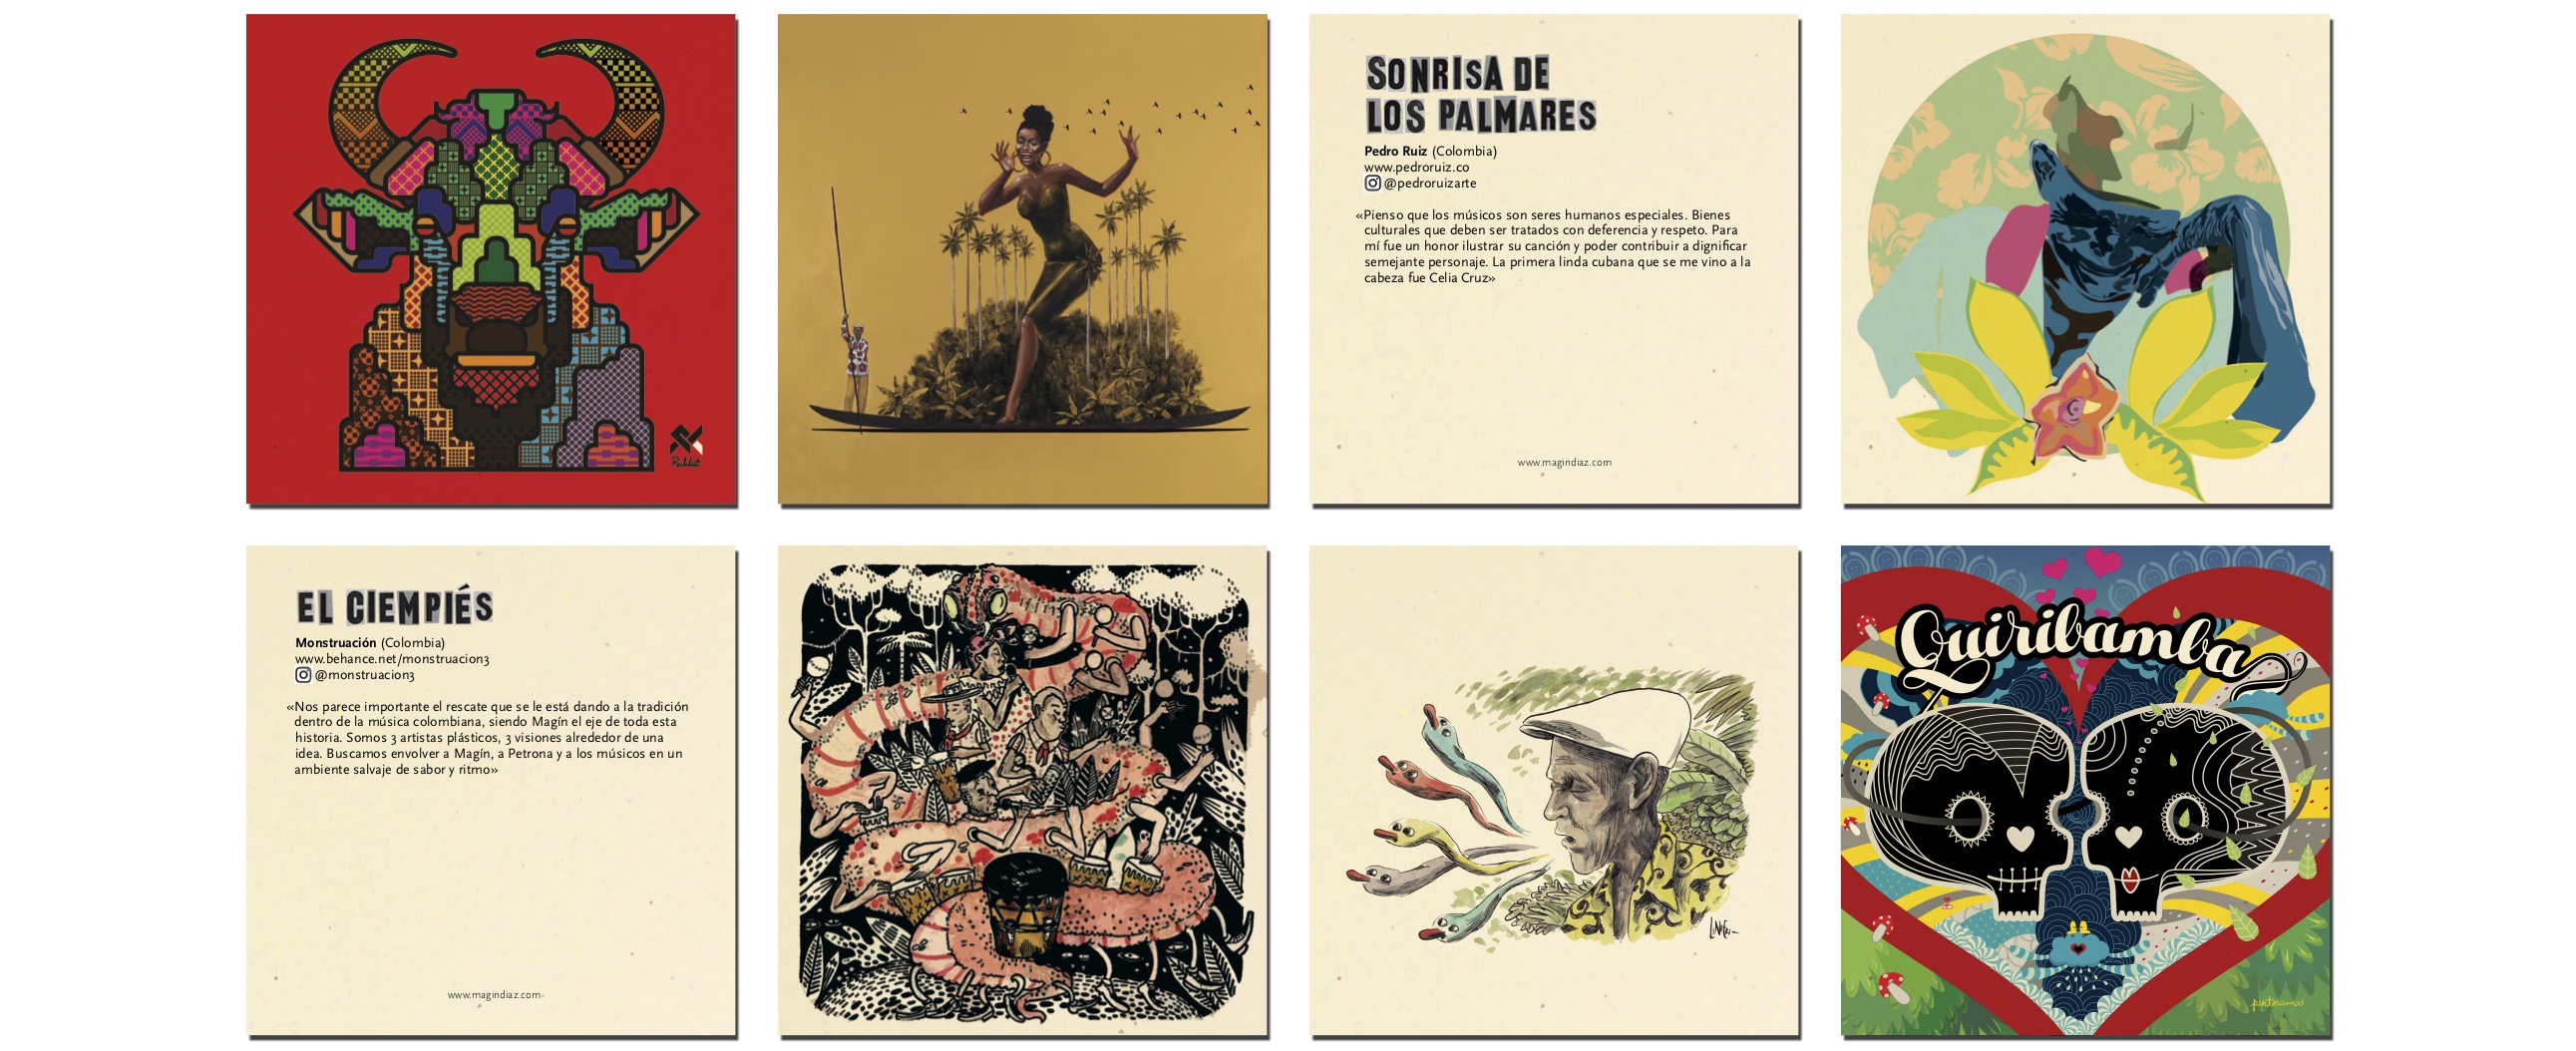 Rukkit
SONRISA DE
LOS PALMARES
Pedro Ruiz (Colombia)
www.pedroruiz.co
@pedroruizarte
«Pienso que los músicos son seres humanos especiales. Bienes
culturales que deben ser tratados con deferencia y respeto. Para
mí fue un honor ilustrar su canción y poder contribuir a dignificar
semejante personaje. La primera linda cubana que se me vino a la
cabeza fue Celia Cruz»
www.magindiaz.com
EL CIEMPIÉS
Monstruación (Colombia)
www.behance.net/monstruacion3
@monstruacion3
«Nos parece importante el rescate que se le está dando a la tradición
dentro de la música colombiana, siendo Magín el eje de toda esta
historia. Somos 3 artistas plásticos, 3 visiones alrededor de una
idea. Buscamos envolver a Magín, a Petrona y a los músicos en un
ambiente salvaje de sabor y ritmo»
www.magindiaz.com
Quiribamba